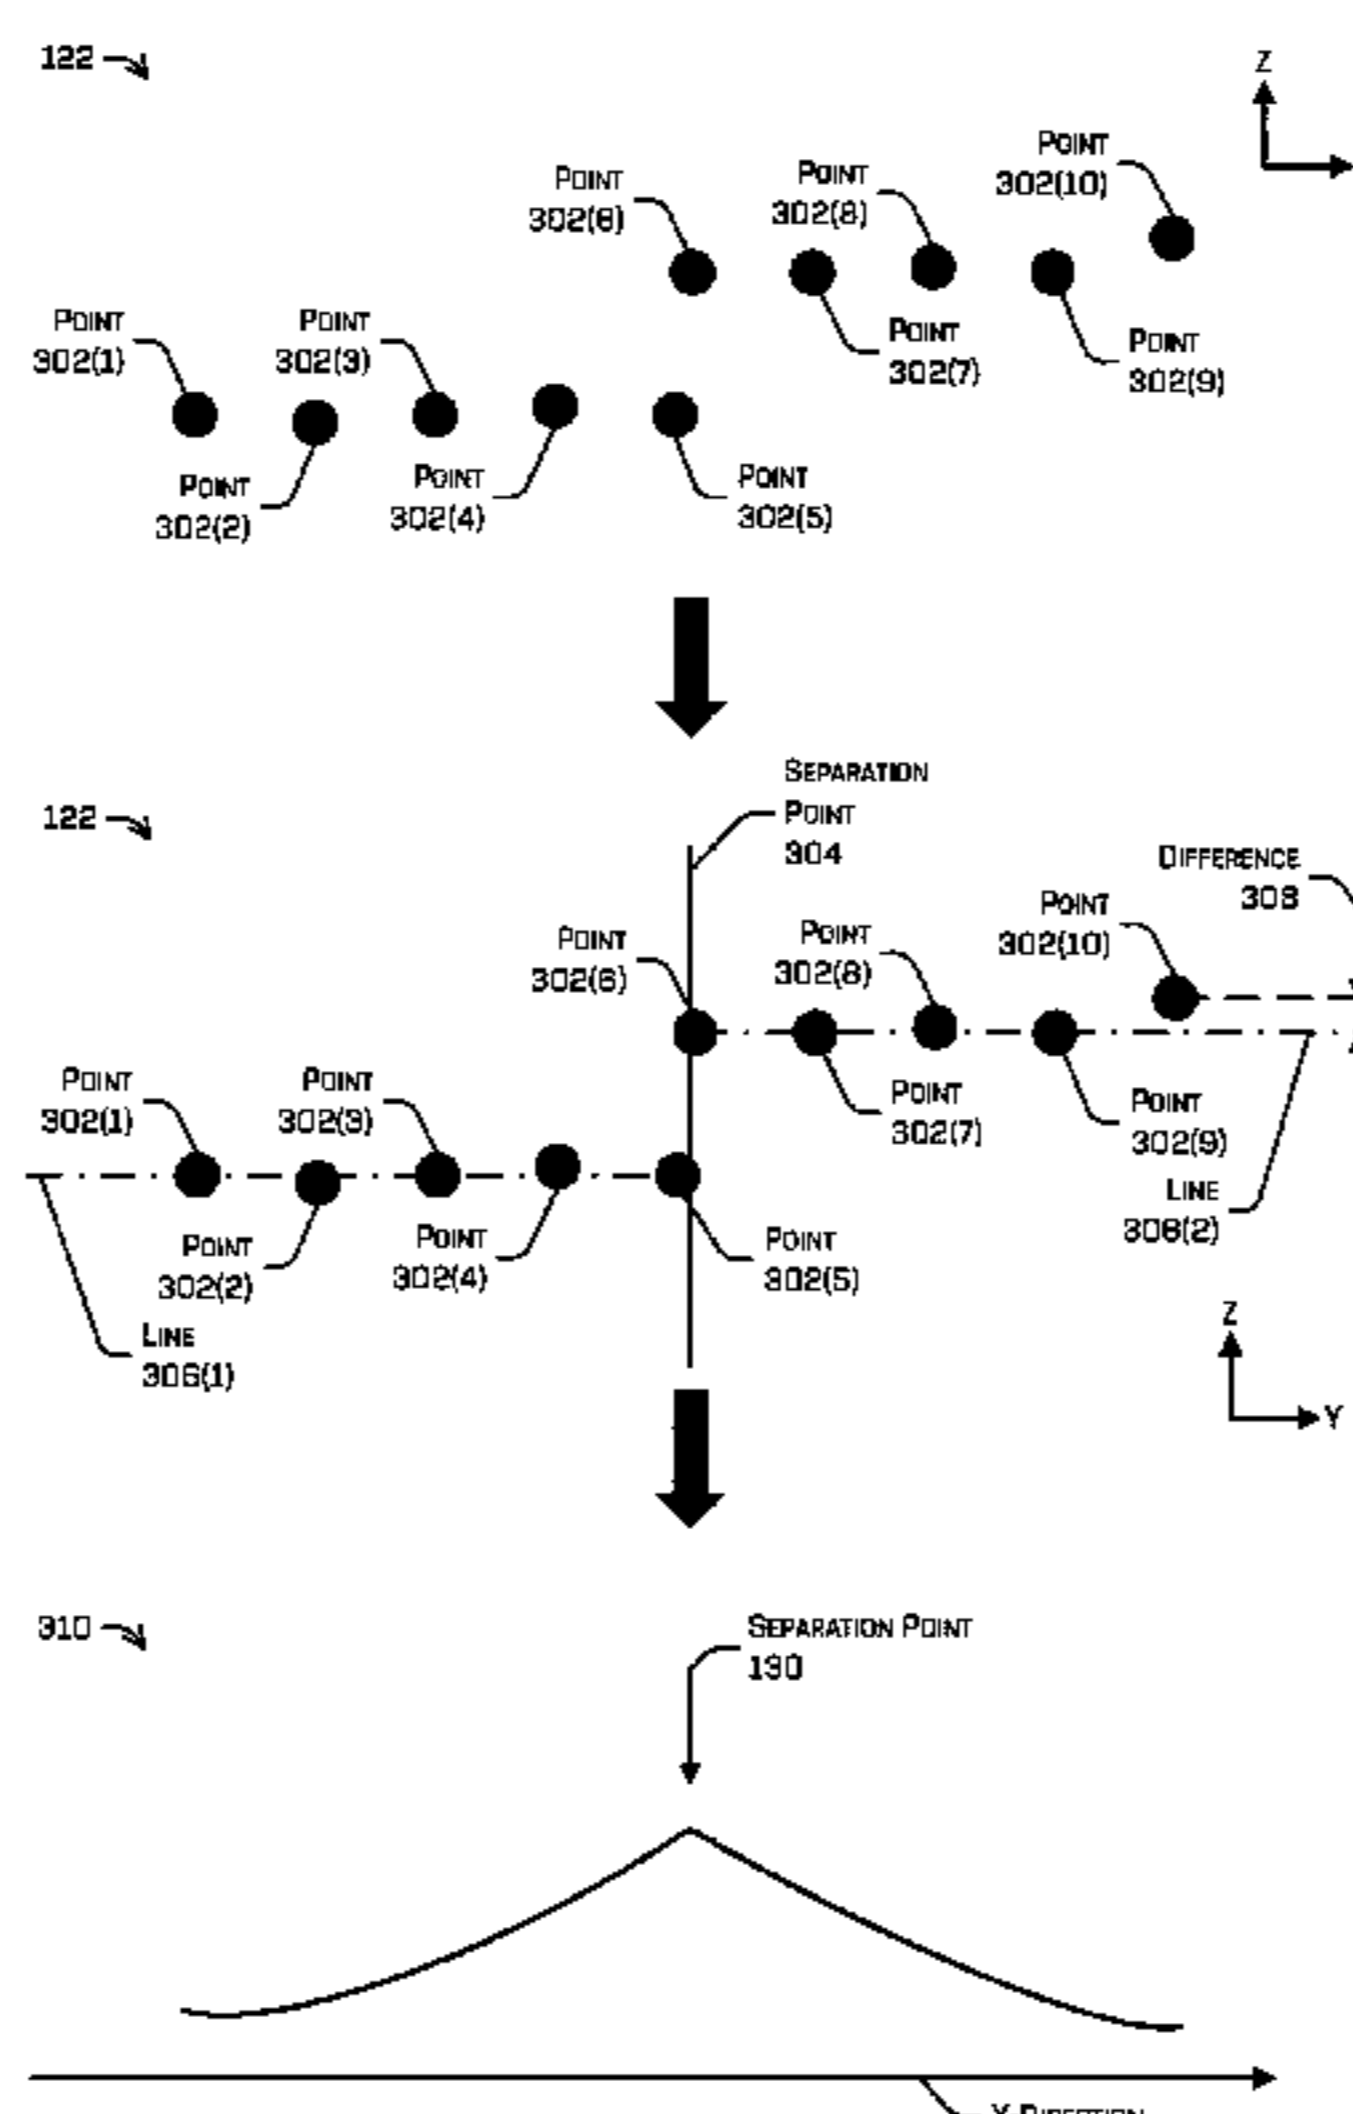 122
Z
POINT
302(10)
POINT
302(8)
POINT
302(6)
POINT
302(7)
POINT
302(9)
POINT
302(1)
POINT
302(3)
POINT
302(2)
POINT
302(4)
POINT
302(5)
SEPARATION
POINT
304
122
DIFFERENCE
308
POINT
302(10)
POINT
302(8)
POINT
302(6)
POINT
302(7)
POINT
302(9)
POINT
302(1)
POINT
302(3)
LINE
306(2)
POINT
302(2)
POINT
302(4)
POINT
302(5)
LINE
306(1)
Z
Y
310
SEPARATION POINT
190
DIRECTION